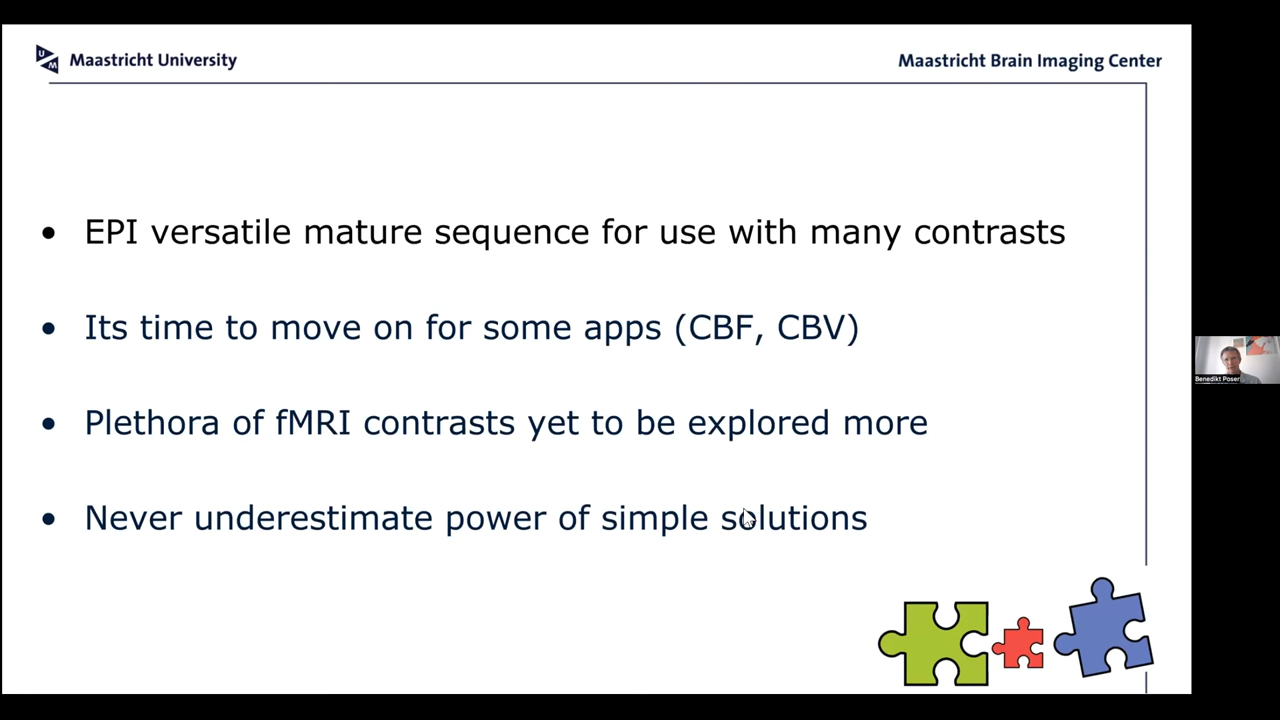 Maastricht University
Maastricht Brain Imaging Center
• EPI versatile mature sequence for use with many contrasts
• Its time to move on for some apps (CBF, CBV)
• Plethora of fMRI contrasts yet to be explored more
• Never underestimate power of simple solutions
Benedikt Poser